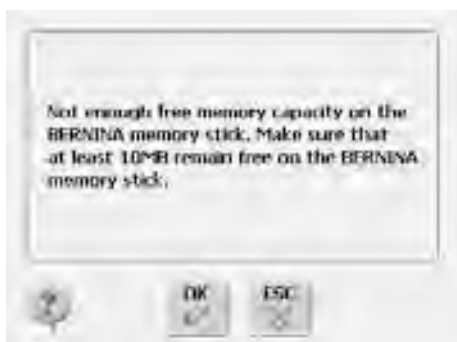 Not enough free memory capacity on the
BERNINA memory stick. Make sure that
at least 10MB remain free on the BERNINA
memory stick.
?
OK
ESC